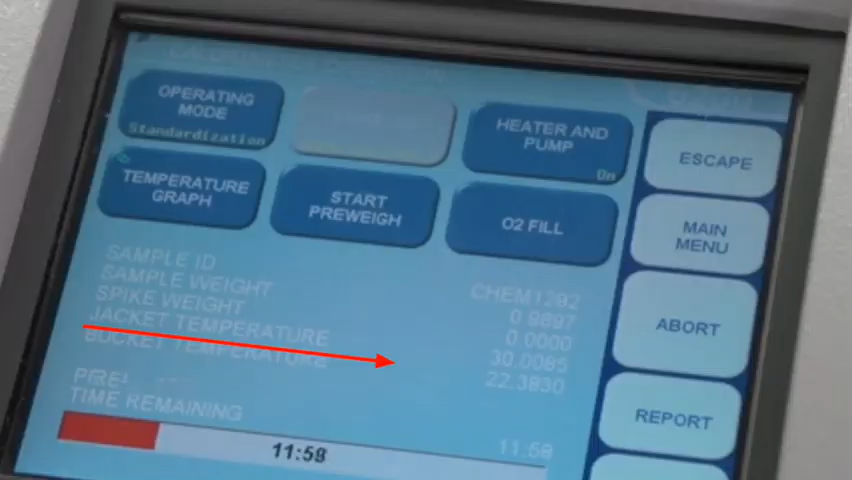 OPERATING
MODE
Standardization
HEATER AND
PUMP
On
ESCAPE
TEMPERATURE
GRAPH
START
PREWEIGH
O2 FILL
MAIN
MENU
SAMPLE ID CHEM1292
SAMPLE WEIGHT 0.9897
SPIKE WEIGHT 0.0000
JACKET TEMPERATURE 30.0085
BUCKET TEMPERATURE 22.3830
ABORT
TIME REMAINING 11:58
REPORT
11:58